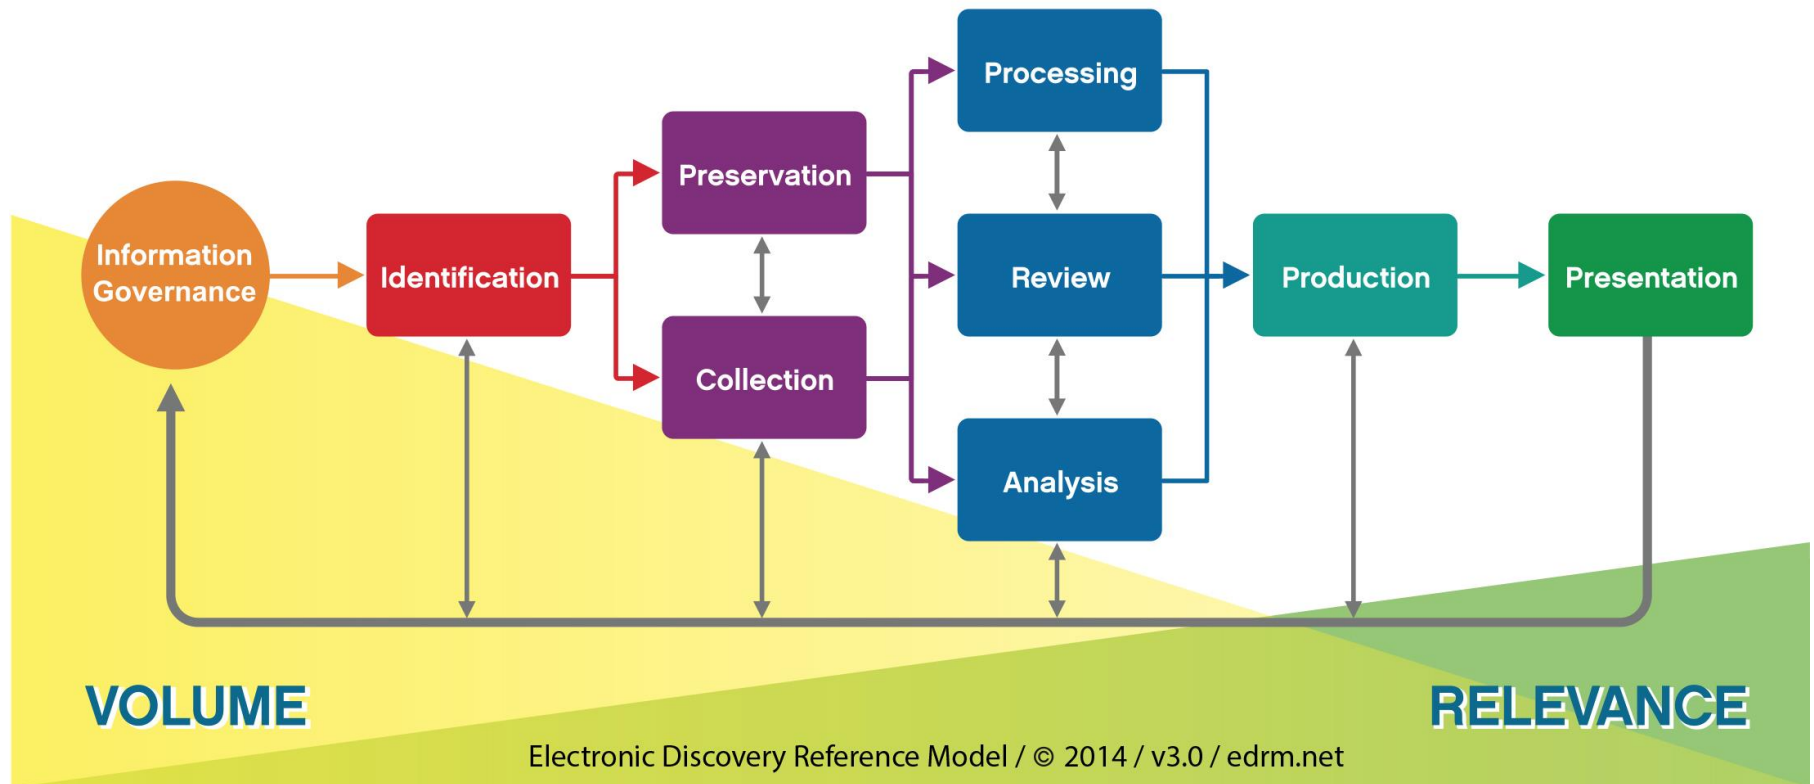 Processing
Preservation
Information
Governance
Identification
Review
Production
Presentation
Collection
Analysis
VOLUME
RELEVANCE
Electronic Discovery Reference Model / © 2014 / v3.0 / edrm.net